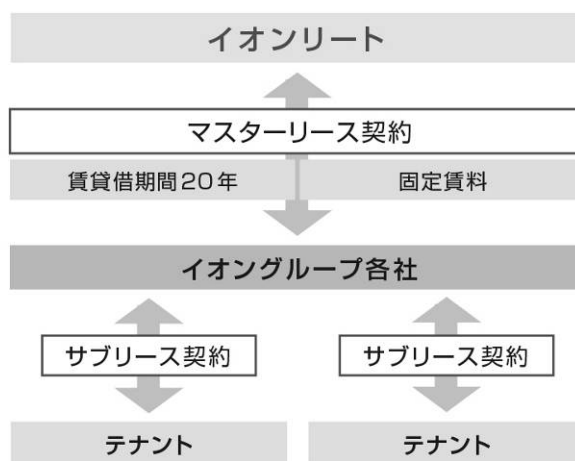 イオンリート
マスターリース契約
賃貸借期間20年 固定賃料
イオングループ各社
サブリース契約 サブリース契約
テナント テナント